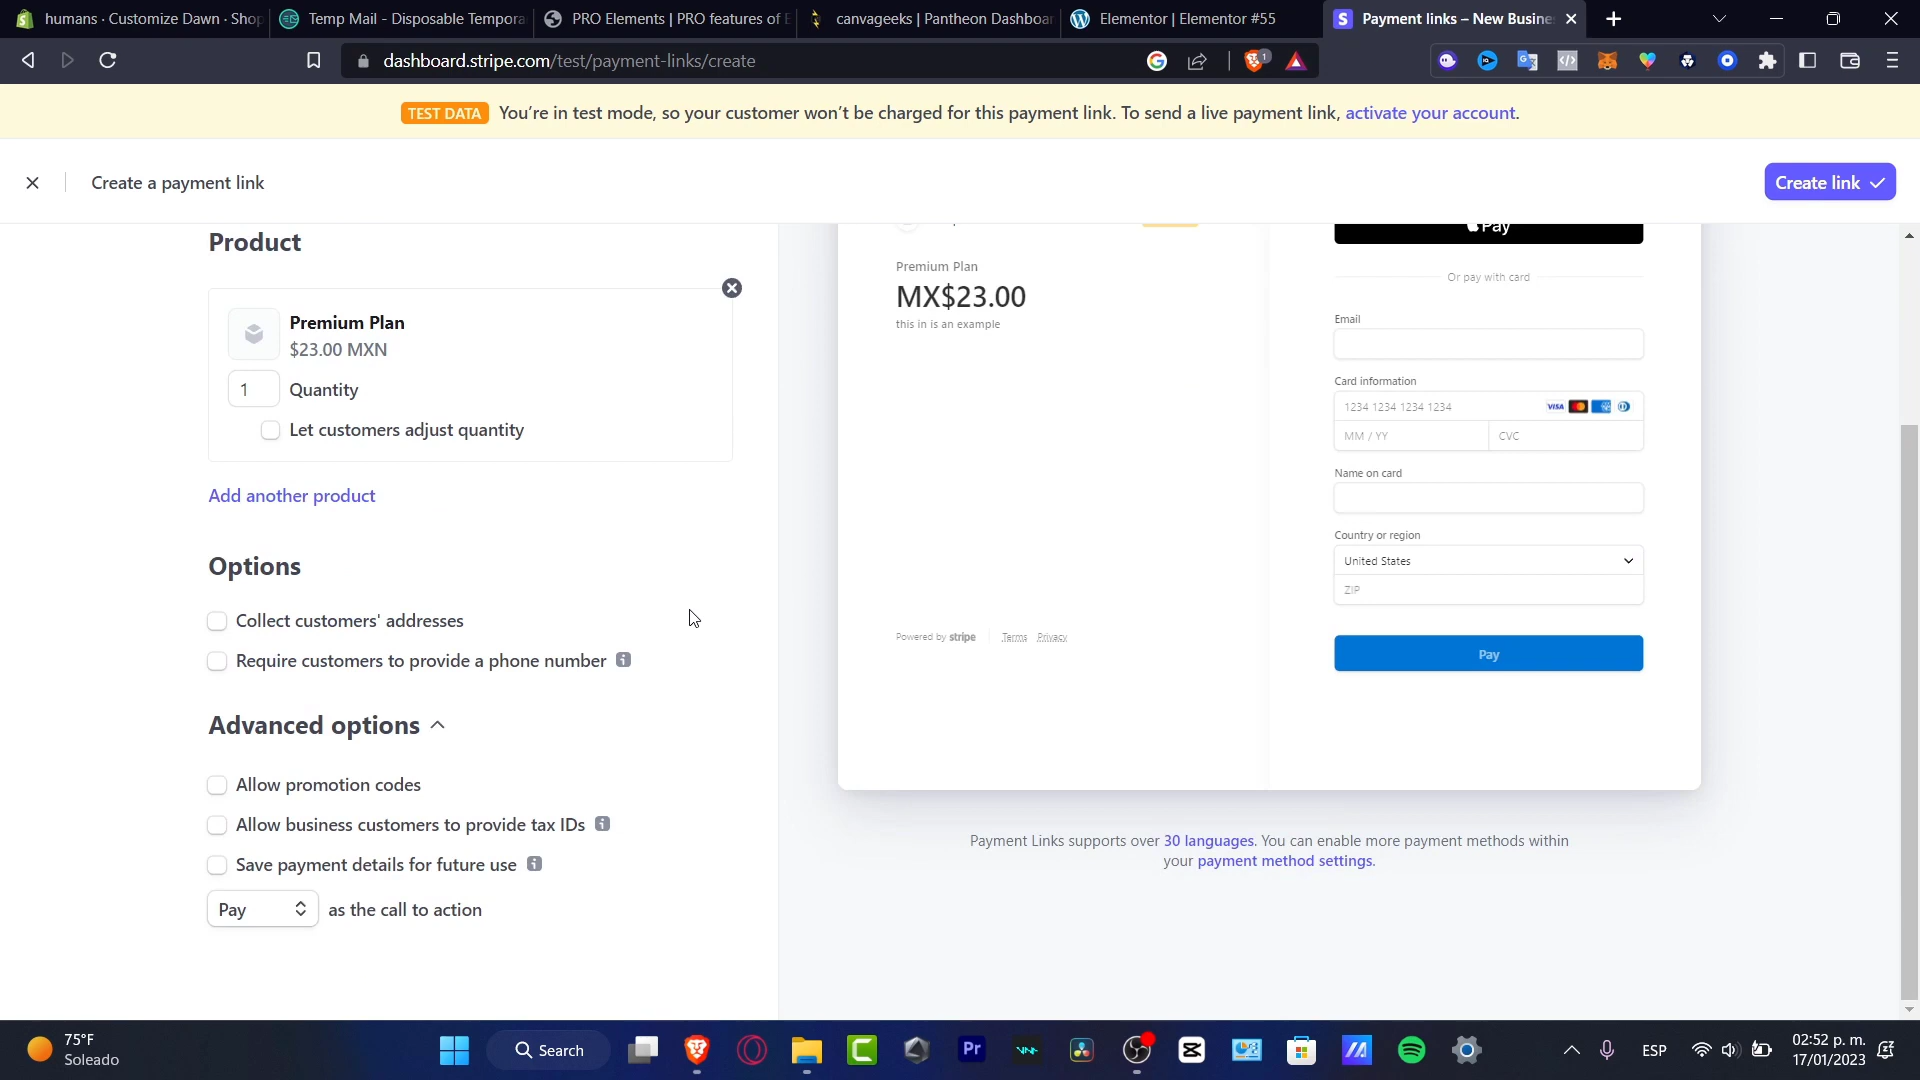 humans · Customize Dawn · Shop
Temp Mail - Disposable Tempora
PRO Elements | PRO features of E
canvageeks | Pantheon Dashboar
Elementor | Elementor #55
Payment links – New Busine
dashboard.stripe.com/test/payment-links/create
TEST DATA You're in test mode, so your customer won't be charged for this payment link. To send a live payment link, activate your account.
Create a payment link
Create link
Product
Premium Plan
$23.00 MXN
1 Quantity
Let customers adjust quantity
Add another product
Options
Collect customers' addresses
Require customers to provide a phone number
Advanced options
Allow promotion codes
Allow business customers to provide tax IDs
Save payment details for future use
Pay as the call to action
Premium Plan
MX$23.00
this in is an example
Powered by stripe
Terms Privacy
Pay
Or pay with card
Email
Card information
1234 1234 1234 1234 VISA
MM / YY CVC
Name on card
Country or region
United States
ZIP
Pay
Payment Links supports over 30 languages. You can enable more payment methods within
your payment method settings.
75°F
Soleado
Search
Pr
ESP
02:52 p. m.
17/01/2023